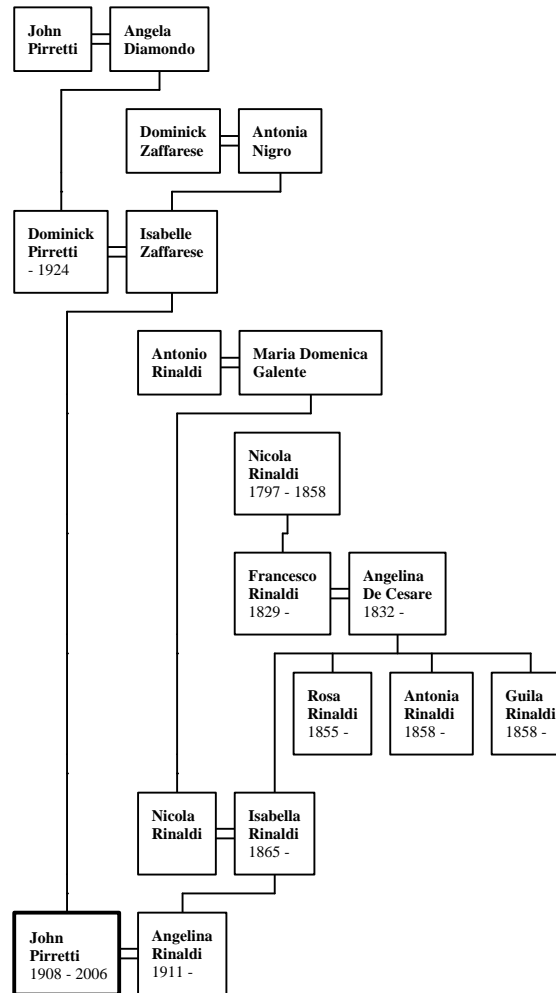 John
Pirretti
Angela
Diamondo
Dominick
Zaffarese
Antonia
Nigro
Dominick
Pirretti
- 1924
Isabelle
Zaffarese
Antonio
Rinaldi
Maria Domenica
Galente
Nicola
Rinaldi
1797 - 1858
Francesco
Rinaldi
1829 -
Angelina
De Cesare
1832 -
Rosa
Rinaldi
1855 -
Antonia
Rinaldi
1858 -
Guila
Rinaldi
1858 -
Nicola
Rinaldi
Isabella
Rinaldi
1865 -
John
Pirretti
1908 - 2006
Angelina
Rinaldi
1911 -